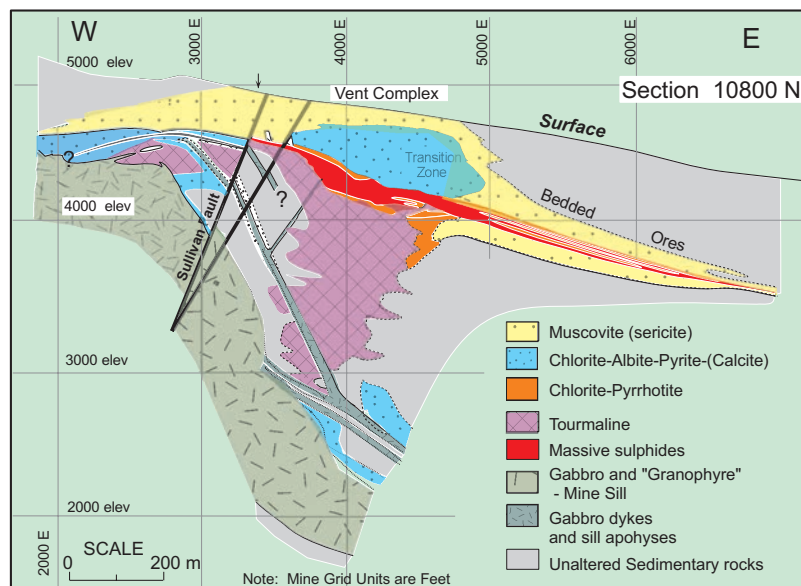 W
E
3000 E
4000 E
5000 E
6000 E
5000 elev
Vent Complex
Section 10800 N
Surface
?
Transition
Zone
4000 elev
Sullivan Fault
?
Bedded
Ores
3000 elev
2000 elev
2000 E
SCALE
0 200 m
Note: Mine Grid Units are Feet
Muscovite (sericite)
Chlorite-Albite-Pyrite-(Calcite)
Chlorite-Pyrrhotite
Tourmaline
Massive sulphides
Gabbro and "Granophyre"
- Mine Sill
Gabbro dykes
and sill apophyses
Unaltered Sedimentary rocks